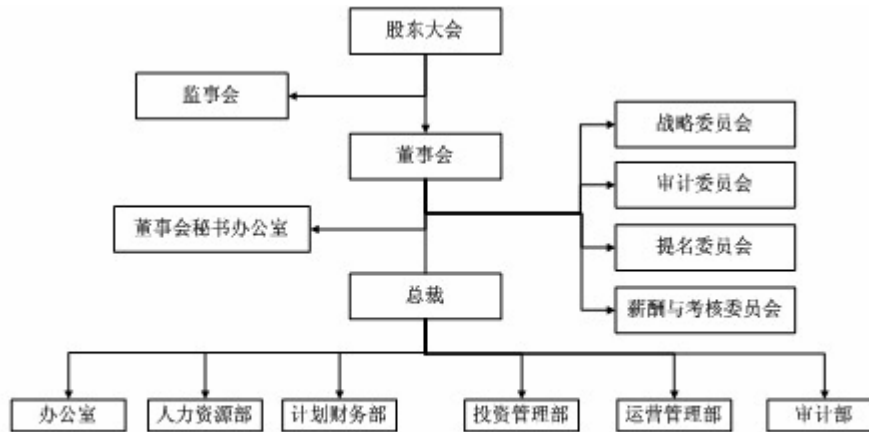 股东大会
监事会
战略委员会
董事会
审计委员会
董事会秘书办公室
提名委员会
总裁
薪酬与考核委员会
办公室
人力资源部
计划财务部
投资管理部
运营管理部
审计部